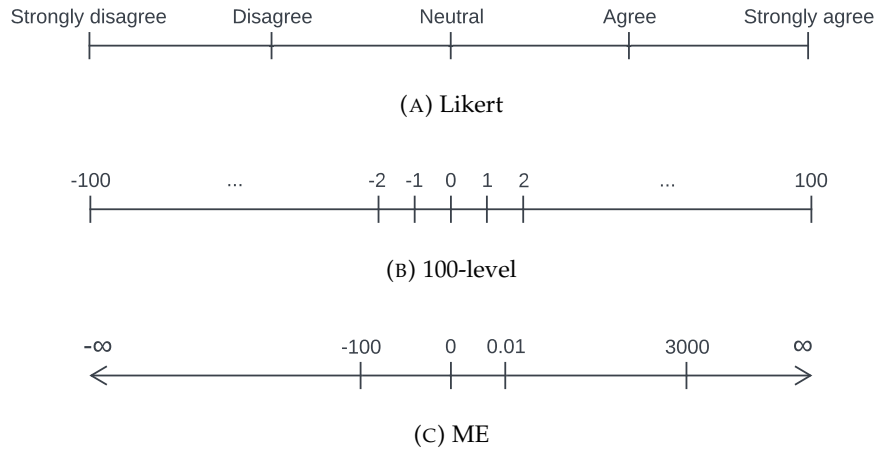 Strongly disagree Disagree Neutral Agree Strongly agree
(A) Likert
-100 ... -2 -1 0 1 2 ... 100
(B) 100-level
-∞ -100 0 0.01 3000 ∞
(C) ME